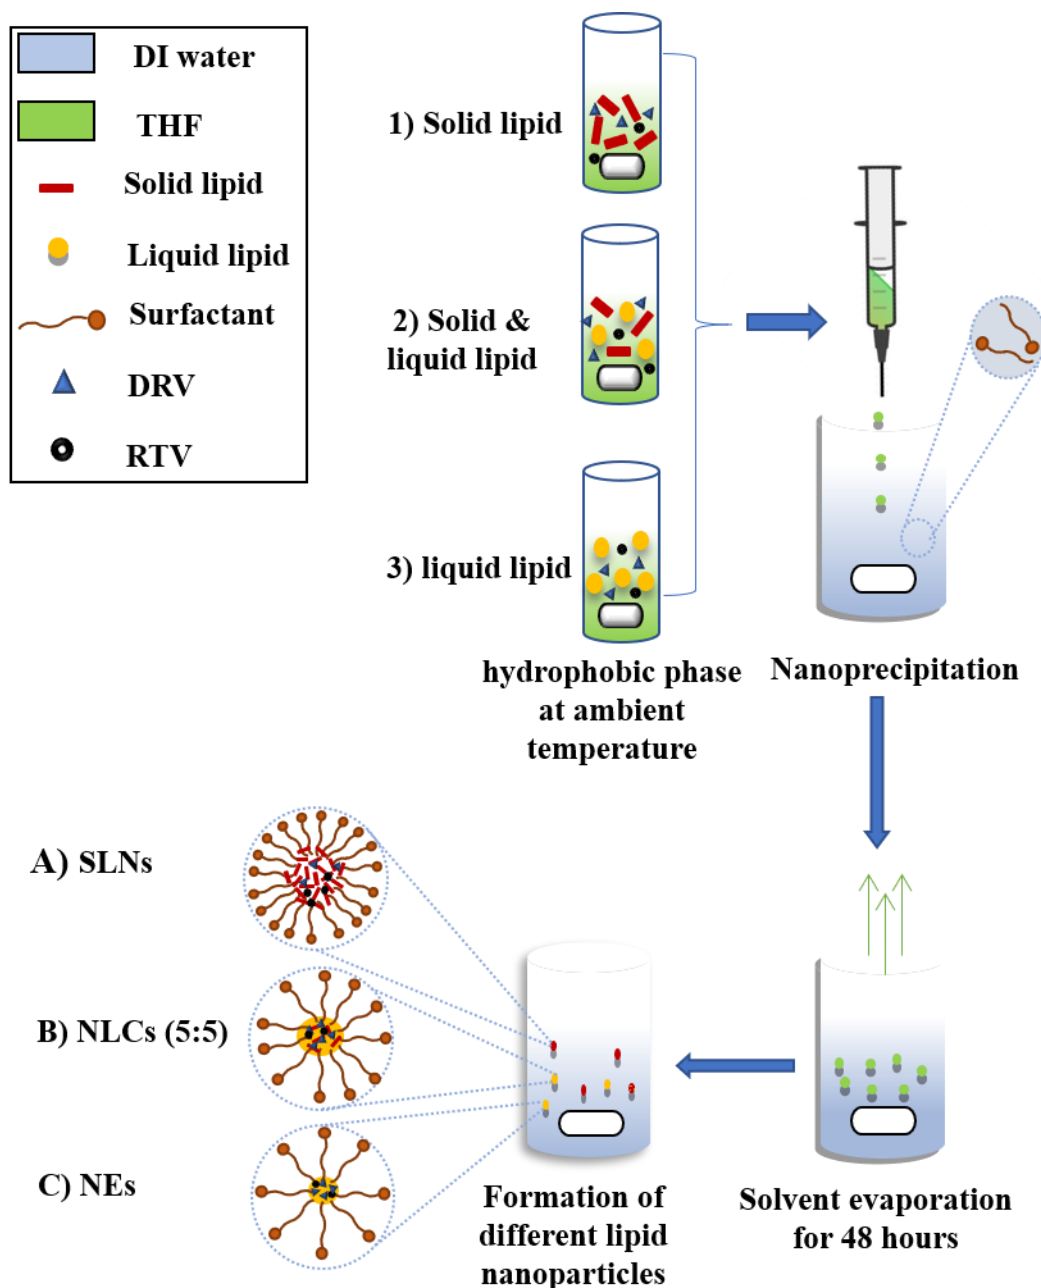 DI water
THF
Solid lipid
Liquid lipid
Surfactant
DRV
RTV
1) Solid lipid
2) Solid &
liquid lipid
3) liquid lipid
hydrophobic phase
at ambient
temperature
Nanoprecipitation
A) SLNs
B) NLCs (5:5)
C) NEs
Formation of
different lipid
nanoparticles
Solvent evaporation
for 48 hours